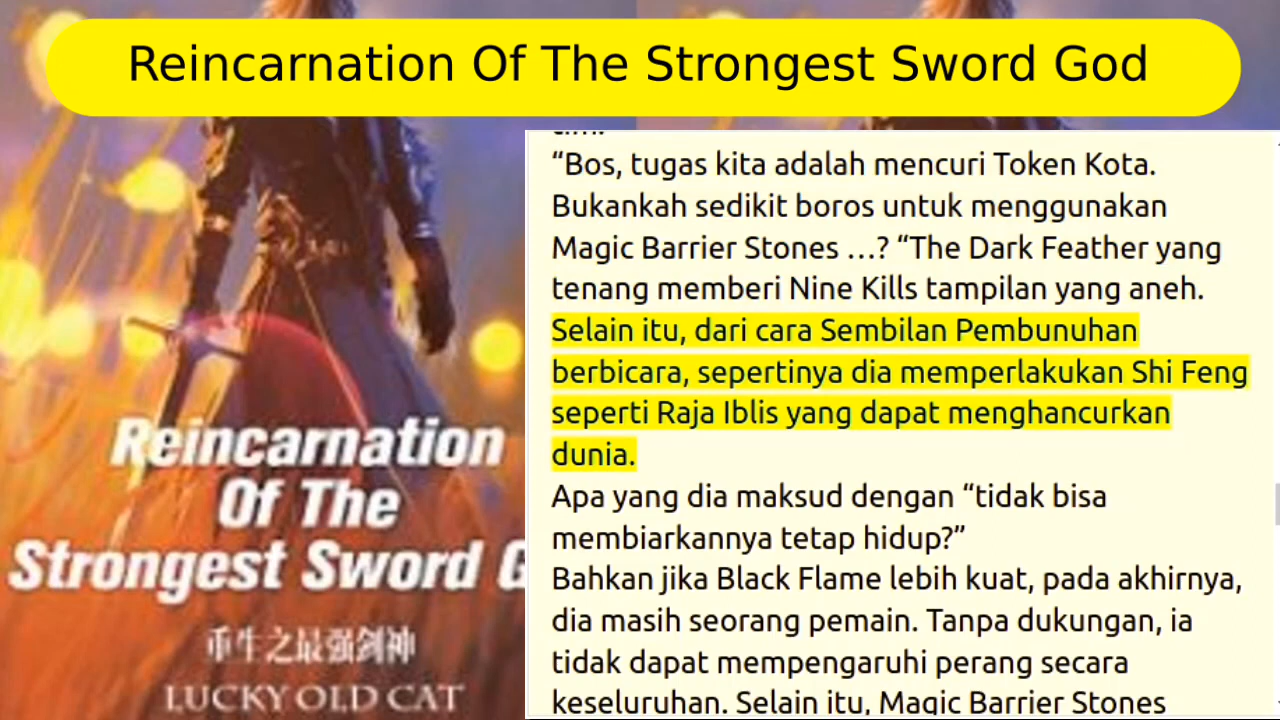 Reincarnation Of The Strongest Sword God
“Bos, tugas kita adalah mencuri Token Kota.
Bukankah sedikit boros untuk menggunakan
Magic Barrier Stones …? “The Dark Feather yang
tenang memberi Nine Kills tampilan yang aneh.
Selain itu, dari cara Sembilan Pembunuhan
berbicara, sepertinya dia memperlakukan Shi Feng
seperti Raja Iblis yang dapat menghancurkan
dunia.
Apa yang dia maksud dengan “tidak bisa
membiarkannya tetap hidup?”
Bahkan jika Black Flame lebih kuat, pada akhirnya,
dia masih seorang pemain. Tanpa dukungan, ia
tidak dapat mempengaruhi perang secara
keseluruhan. Selain itu, Magic Barrier Stones
Reincarnation
Of The
Strongest Sword G
重生之最强剑神
LUCKY OLD CAT